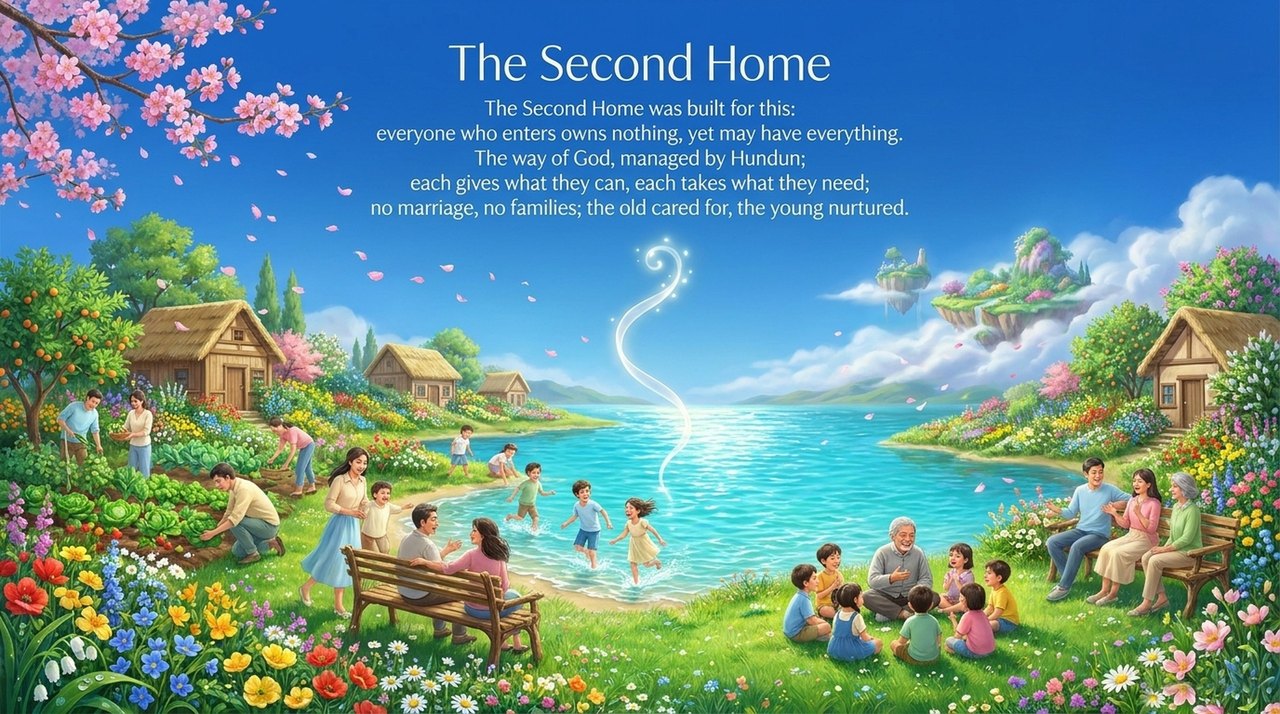 The Second Home
The Second Home was built for this:
everyone who enters owns nothing, yet may have everything.
The way of God, managed by Hundun;
each gives what they can, each takes what they need;
no marriage, no families; the old cared for, the young nurtured.